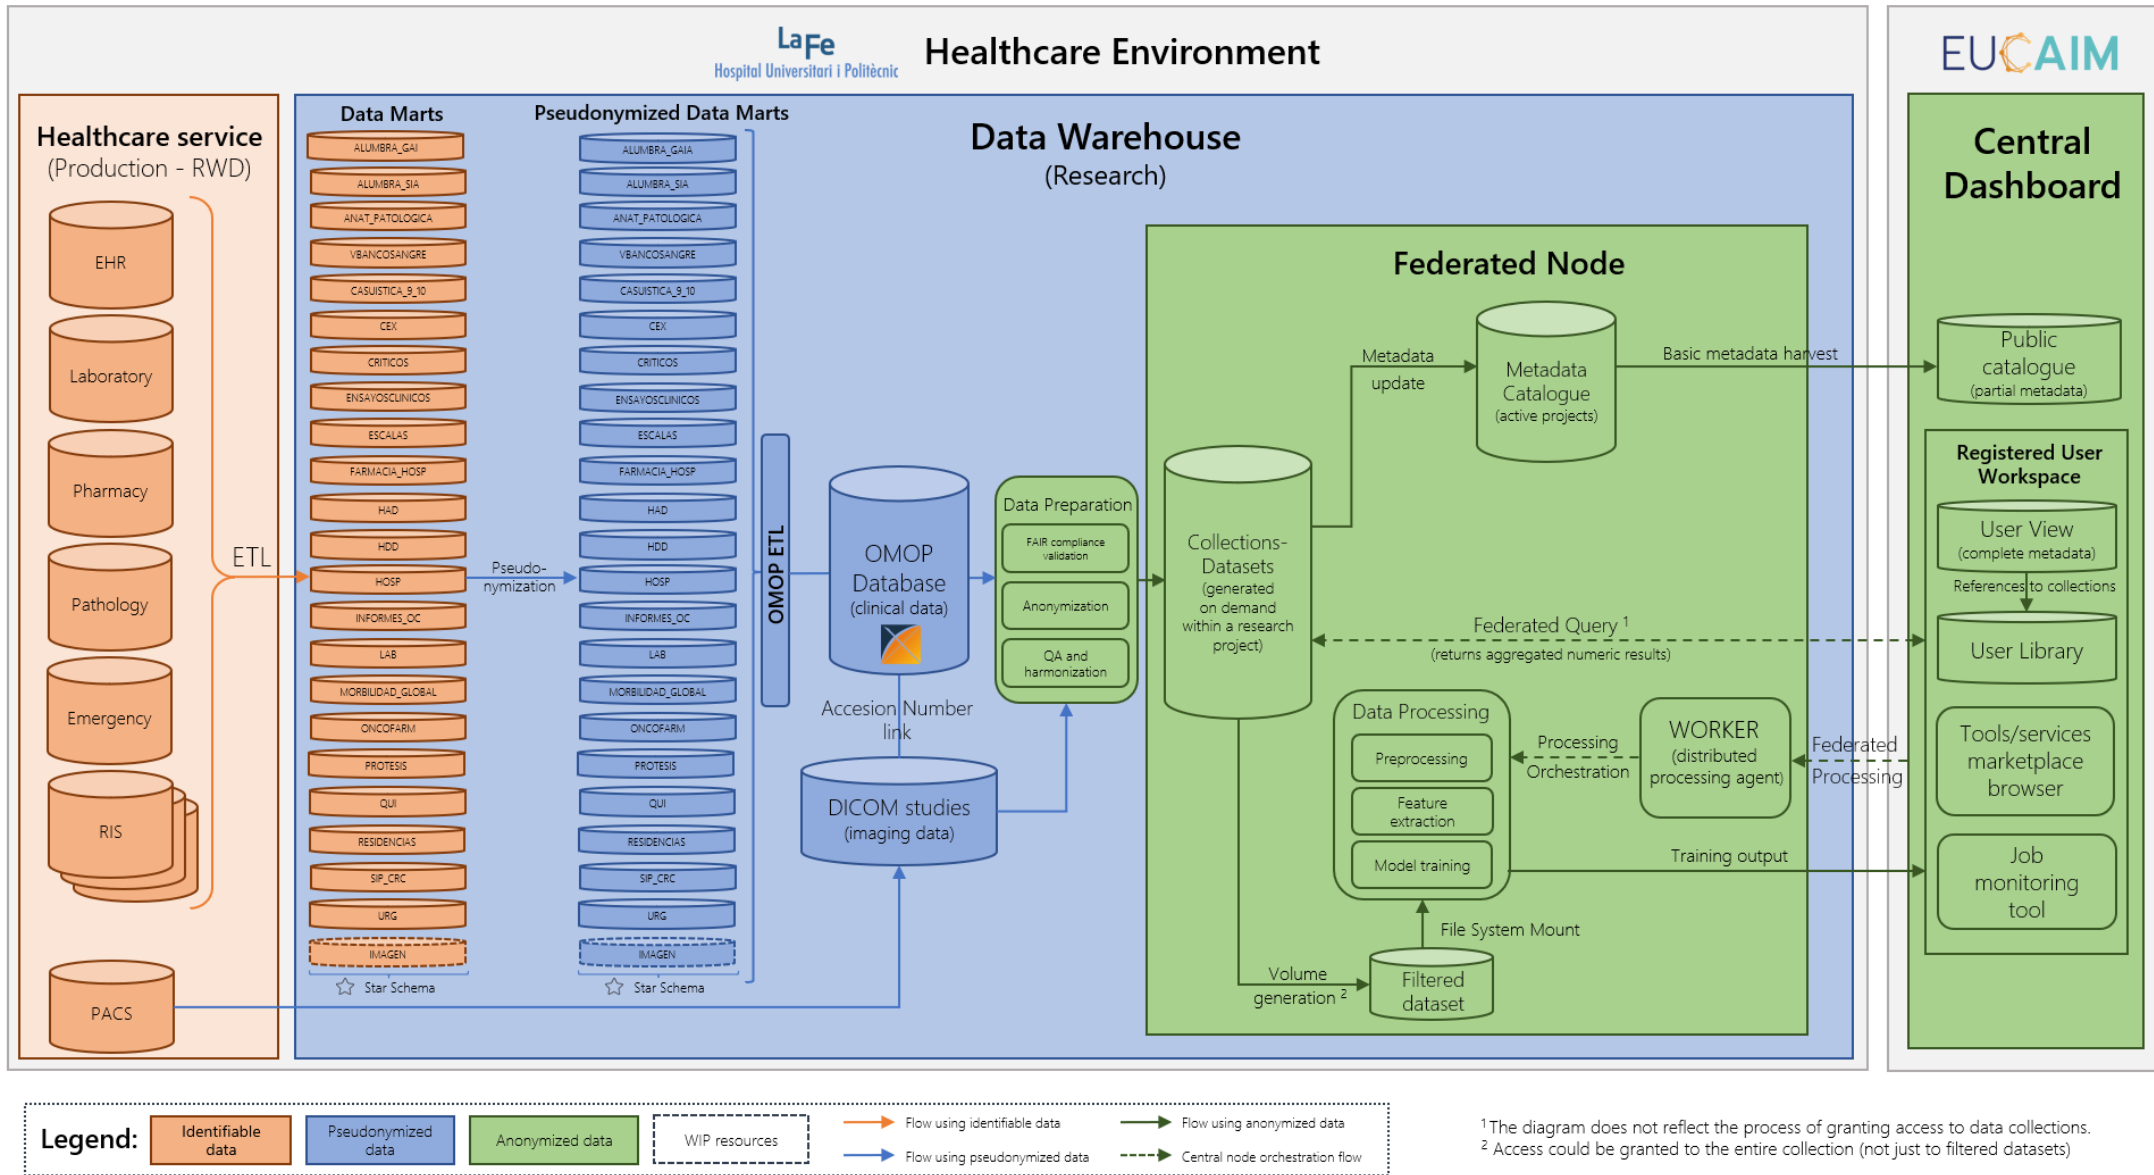 LaFe
Hospital Universitari i Politècnic
Healthcare Environment
EUCAIM
Healthcare service
(Production - RWD)
EHR
Laboratory
Pharmacy
Pathology
Emergency
RIS
PACS
ETL
Data Marts
ALUMBRA_GAI
ALUMBRA_SIA
ANAT_PATOLOGICA
VBANCOSANGRE
CASUISTICA_9_10
CEX
CRITICOS
ENSAYOSCLINICOS
ESCALAS
FARMACIA_HOSP
HAD
HDD
HOSP
INFORMES_OC
LAB
MORBILIDAD_GLOBAL
ONCOFARM
PROTESIS
QUI
RESIDENCIAS
SIP_CRC
URG
IMAGEN
Star Schema
Pseudo-
nymization
Pseudonymized Data Marts
ALUMBRA_GAIA
ALUMBRA_SIA
ANAT_PATOLOGICA
VBANCOSANGRE
CASUISTICA_9_10
CEX
CRITICOS
ENSAYOSCLINICOS
ESCALAS
FARMACIA_HOSP
HAD
HDD
HOSP
INFORMES_OC
LAB
MORBILIDAD_GLOBAL
ONCOFARM
PROTESIS
QUI
RESIDENCIAS
SIP_CRC
URG
IMAGEN
Star Schema
Data Warehouse
(Research)
OMOP ETL
OMOP
Database
(clinical data)
Accesion Number
link
DICOM studies
(imaging data)
Data Preparation
FAIR compliance
validation
Anonymization
QA and
harmonization
Federated Node
Collections-
Datasets
(generated
on demand
within a research
project)
Metadada
update
Metadada
Catalogue
(active projects)
Basic metadata harvest
Federated Query 1
(returns aggregated numeric results)
Data Processing
Preprocessing
Feature
extraction
Model training
Processing
Orchestration
WORKER
(distributed
processing agent)
Federated
Processing
Training output
File System Mount
Volume
generation 2
Filtered
dataset
Central
Dashboard
Public
catalogue
(partial metadata)
Registered User
Workspace
User View
(complete metadata)
References to collections
User Library
Tools/services
marketplace
browser
Job
monitoring
tool
Legend:
Identifiable
data
Pseudonymized
data
Anonymized data
WIP resources
Flow using identifiable data
Flow using pseudonymized data
Flow using anonymized data
Central node orchestration flow
1 The diagram does not reflect the process of granting access to data collections.
2 Access could be granted to the entire collection (not just to filtered datasets)